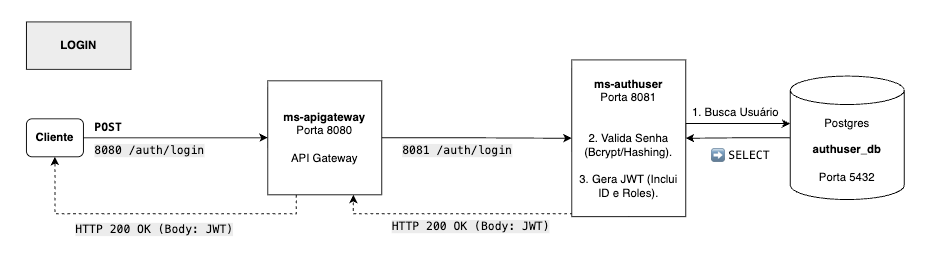 LOGIN
Cliente
POST
8080 /auth/login
ms-apigateway
Porta 8080
API Gateway
8081 /auth/login
ms-authuser
Porta 8081
2. Valida Senha
(Bcrypt/Hashing).
3. Gera JWT (Inclui
ID e Roles).
1. Busca Usuário
➡️ SELECT
Postgres
authuser_db
Porta 5432
HTTP 200 OK (Body: JWT)
HTTP 200 OK (Body: JWT)